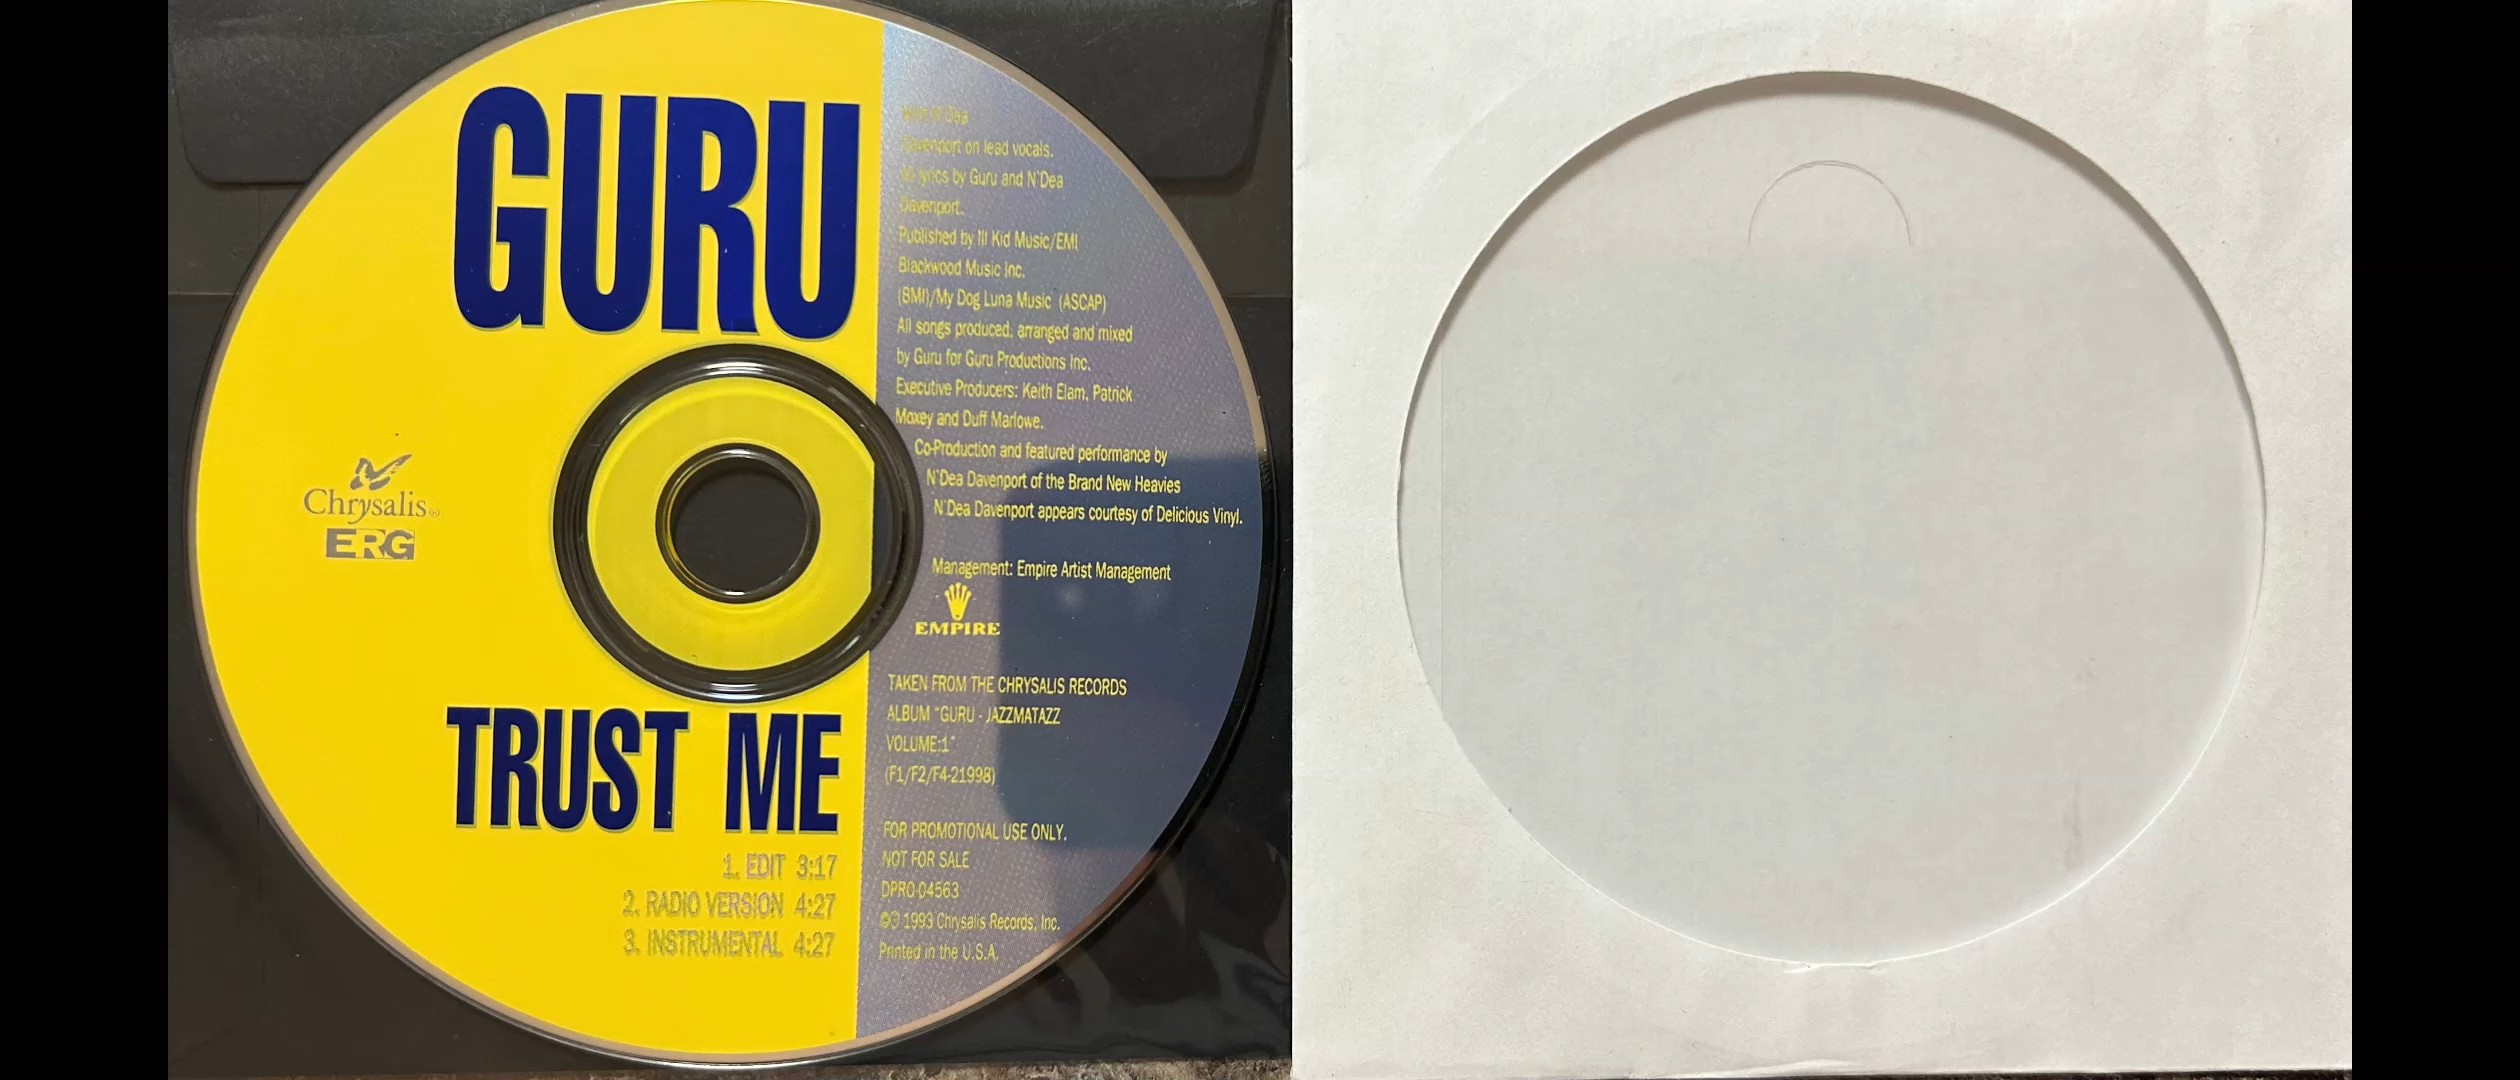 GURU
with N'Dea
Davenport on lead vocals.
All lyrics by Guru and N'Dea
Davenport.
Published by Ill Kid Music/EMI
Blackwood Music Inc.
(BMI)/My Dog Luna Music (ASCAP)
All songs produced, arranged and mixed
by Guru for Guru Productions Inc.
Executive Producers: Keith Elam, Patrick
Moxey and Duff Marlowe.
Co-Production and featured performance by
N'Dea Davenport of the Brand New Heavies
N'Dea Davenport appears courtesy of Delicious Vinyl.
Chrysalis®
ERG
Management: Empire Artist Management
EMPIRE
TAKEN FROM THE CHRYSALIS RECORDS
ALBUM "GURU - JAZZMATAZZ
VOLUME:1"
(F1/F2/F4-21998)
TRUST ME
1. EDIT 3:17
2. RADIO VERSION 4:27
3. INSTRUMENTAL 4:27
FOR PROMOTIONAL USE ONLY.
NOT FOR SALE
DPRO-04563
©℗ 1993 Chrysalis Records, Inc.
Printed in the U.S.A.